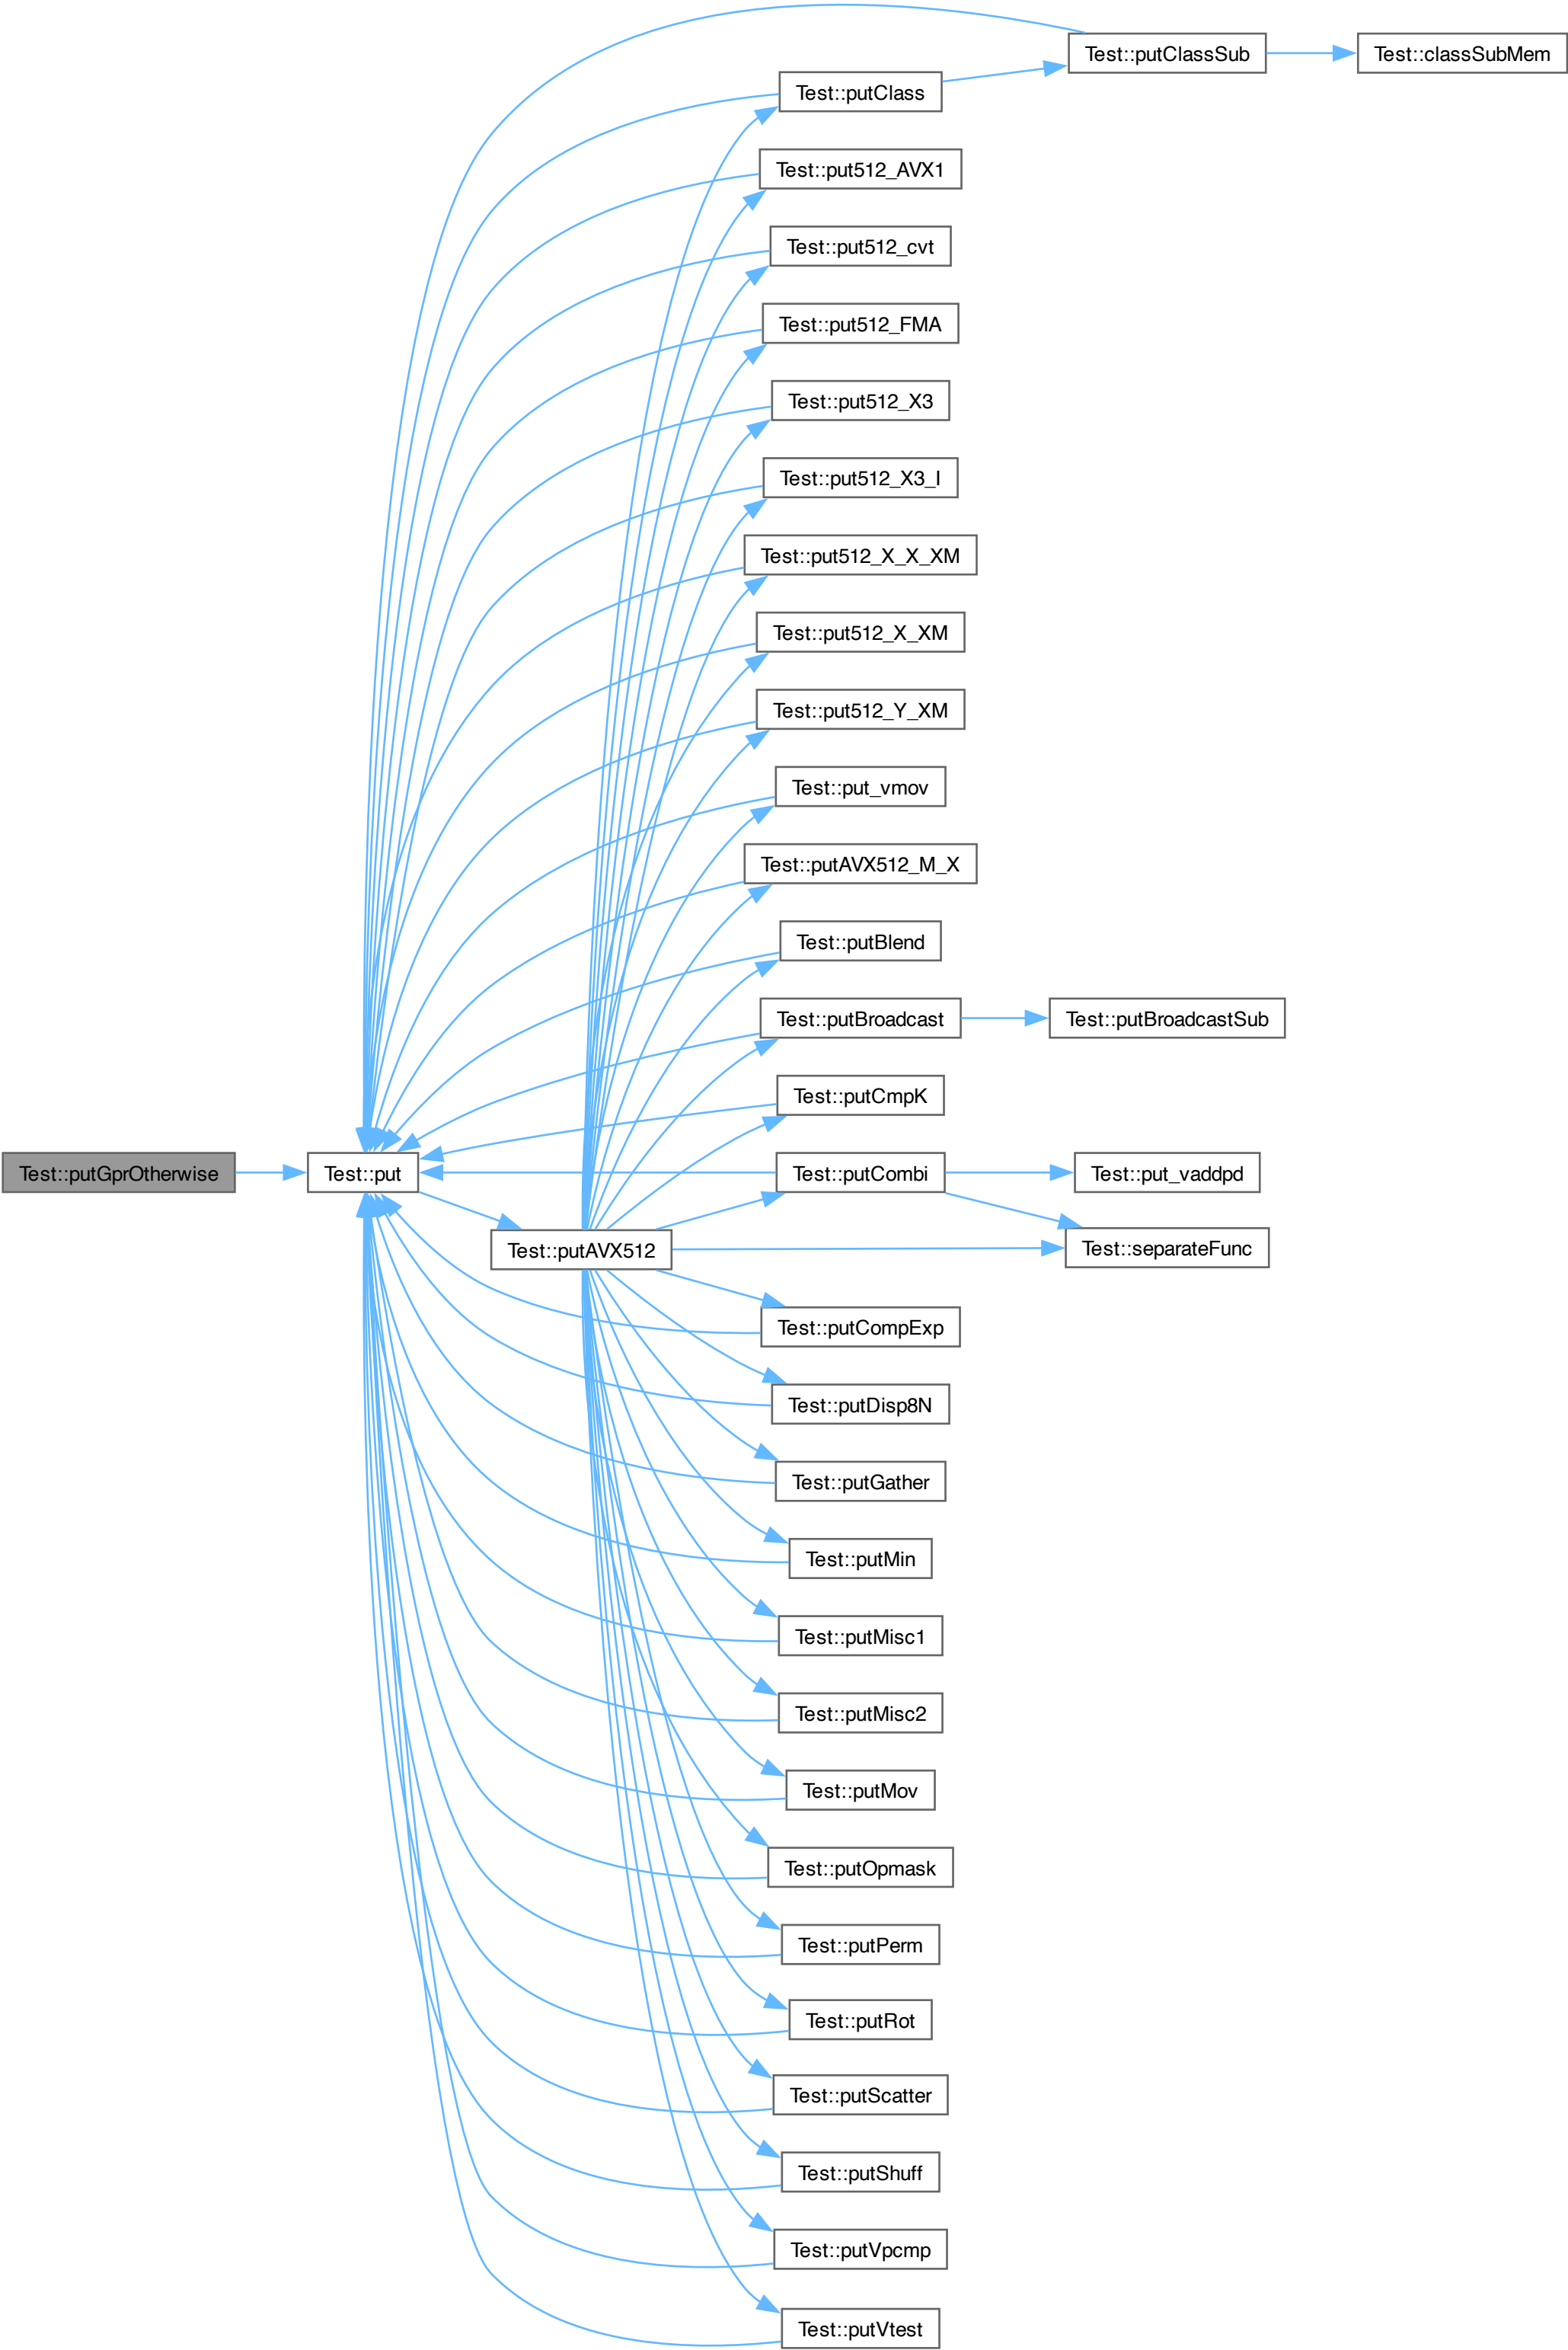 Test::putClassSub
Test::classSubMem
Test::putClass
Test::put512_AVX1
Test::put512_cvt
Test::put512_FMA
Test::put512_X3
Test::put512_X3_I
Test::put512_X_X_XM
Test::put512_X_XM
Test::put512_Y_XM
Test::put_vmov
Test::putAVX512_M_X
Test::putBlend
Test::putBroadcast
Test::putBroadcastSub
Test::putCmpK
Test::putGprOtherwise
Test::put
Test::putCombi
Test::put_vaddpd
Test::putAVX512
Test::separateFunc
Test::putCompExp
Test::putDisp8N
Test::putGather
Test::putMin
Test::putMisc1
Test::putMisc2
Test::putMov
Test::putOpmask
Test::putPerm
Test::putRot
Test::putScatter
Test::putShuff
Test::putVpcmp
Test::putVtest